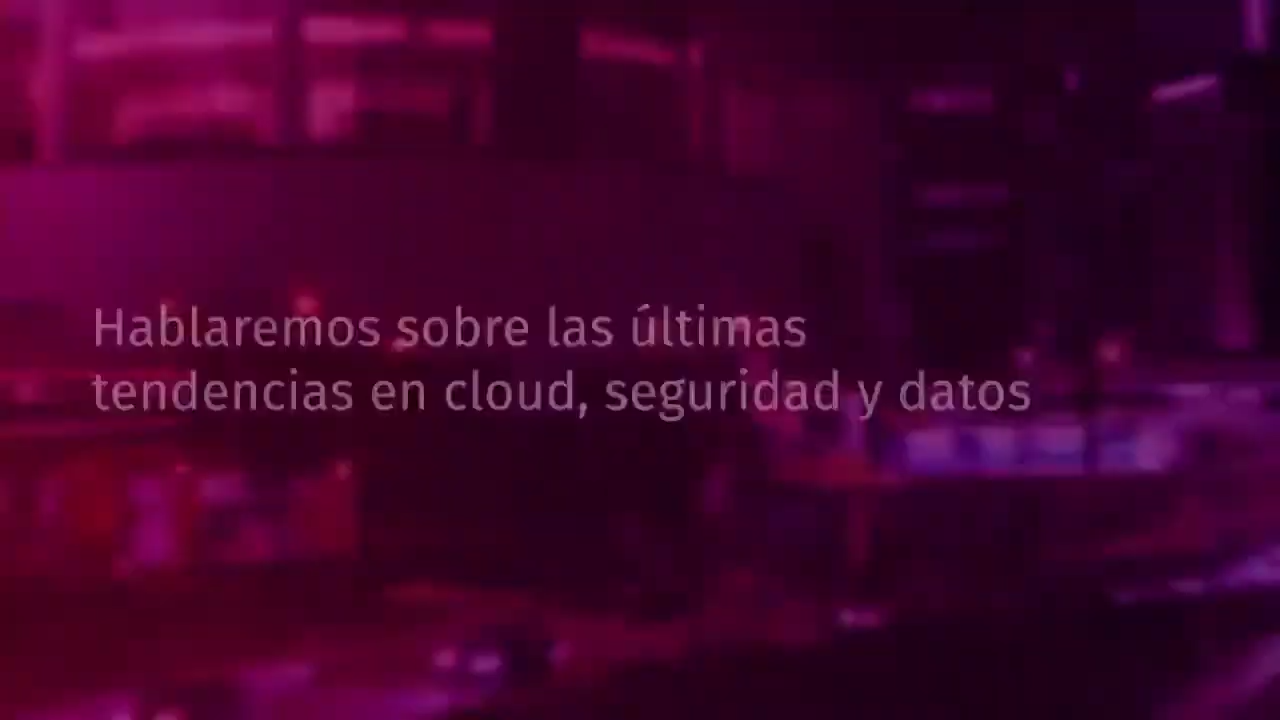 Hablaremos sobre las últimas
tendencias en cloud, seguridad y datos